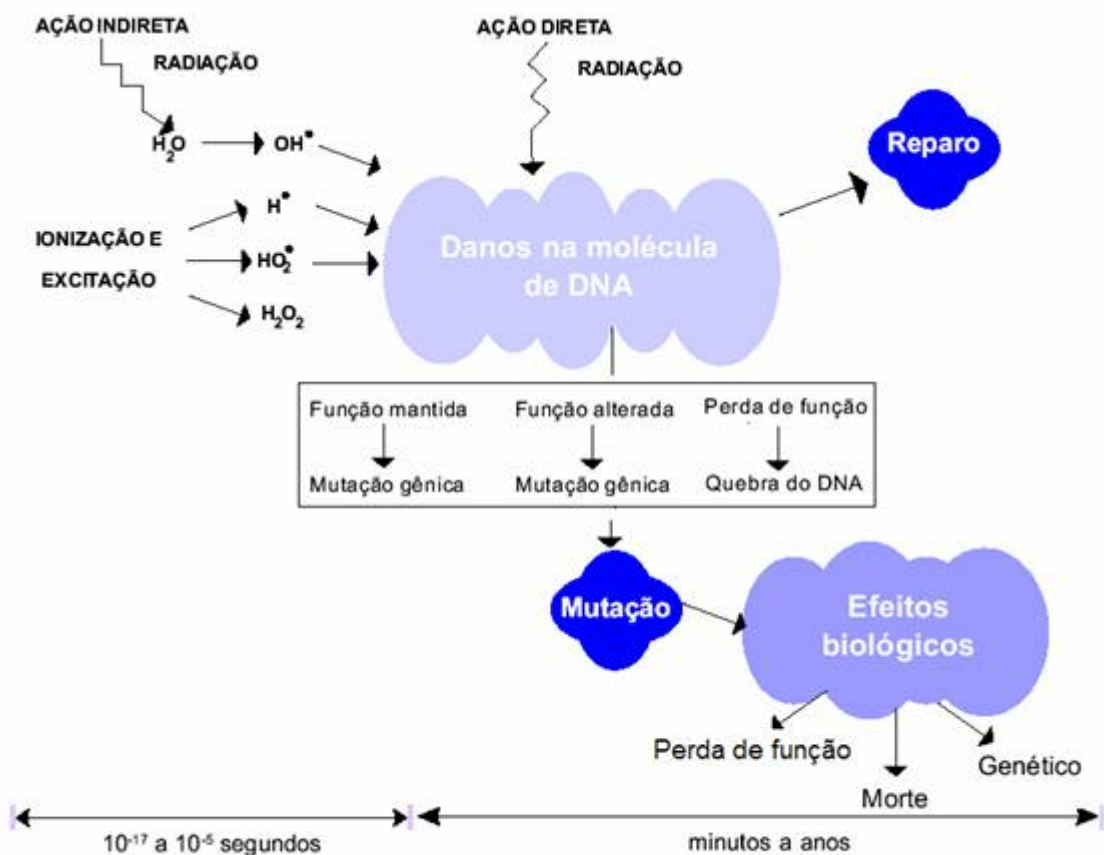 AÇÃO INDIRETA
RADIAÇÃO
AÇÃO DIRETA
RADIAÇÃO
H₂O
OH•
H•
IONIZAÇÃO E
EXCITAÇÃO
HO₂•
H₂O₂
Danos na molécula
de DNA
Reparo
Função mantida
Função alterada
Perda de função
Mutação gênica
Mutação gênica
Quebra do DNA
Mutação
Efeitos
biológicos
Perda de função
Morte
Genético
10⁻¹⁷ a 10⁻⁵ segundos
minutos a anos